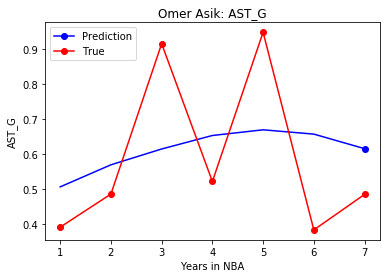 Omer Asik: AST_G
Prediction
True
AST_G
0.9
0.8
0.7
0.6
0.5
0.4
1 2 3 4 5 6 7
Years in NBA